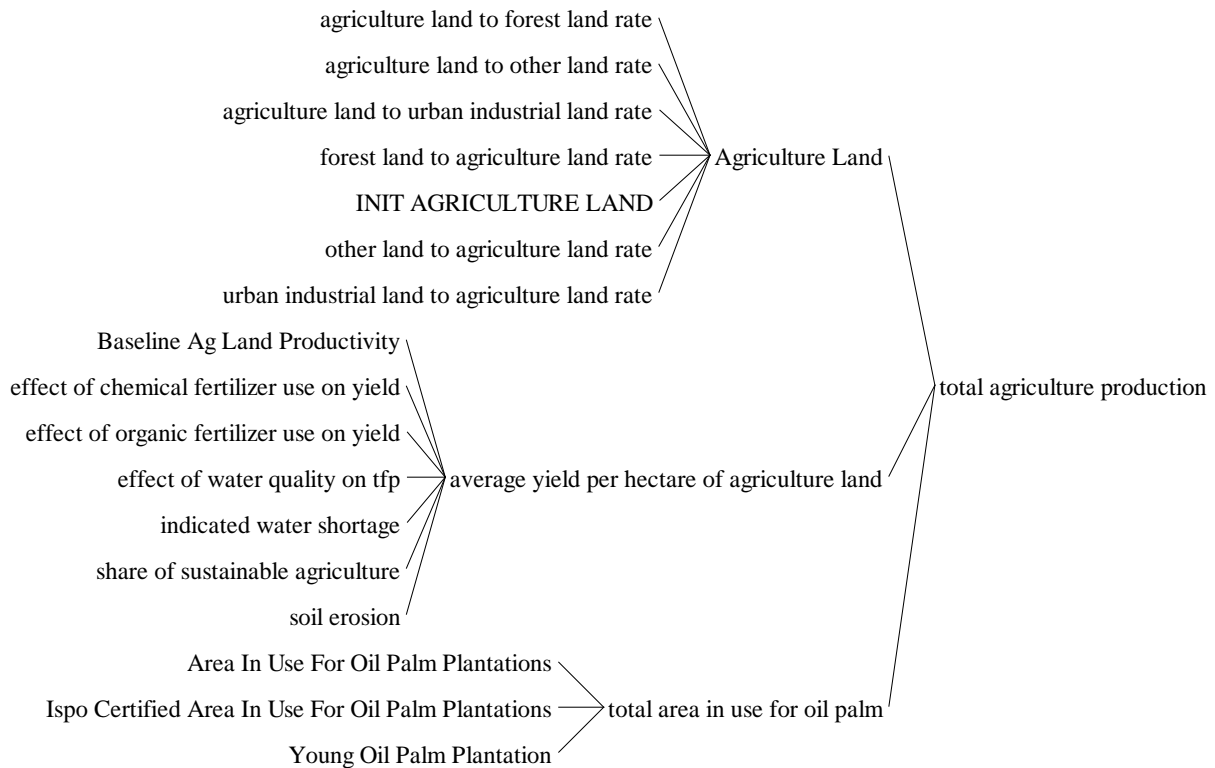 agriculture land to forest land rate
agriculture land to other land rate
agriculture land to urban industrial land rate
forest land to agriculture land rate
Agriculture Land
INIT AGRICULTURE LAND
other land to agriculture land rate
urban industrial land to agriculture land rate
Baseline Ag Land Productivity
effect of chemical fertilizer use on yield
total agriculture production
effect of organic fertilizer use on yield
effect of water quality on tfp
average yield per hectare of agriculture land
indicated water shortage
share of sustainable agriculture
soil erosion
Area In Use For Oil Palm Plantations
Ispo Certified Area In Use For Oil Palm Plantations
total area in use for oil palm
Young Oil Palm Plantation